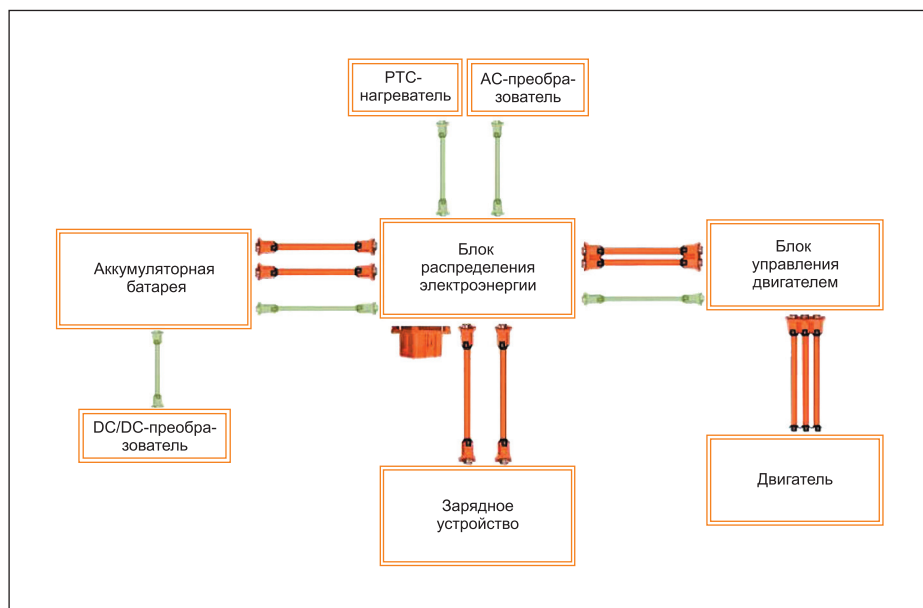 PTC-
нагреватель
AC-преобра-
зователь
Аккумуляторная
батарея
Блок
распределения
электроэнергии
Блок
управления
двигателем
DC/DC-преобра-
зователь
Зарядное
устройство
Двигатель